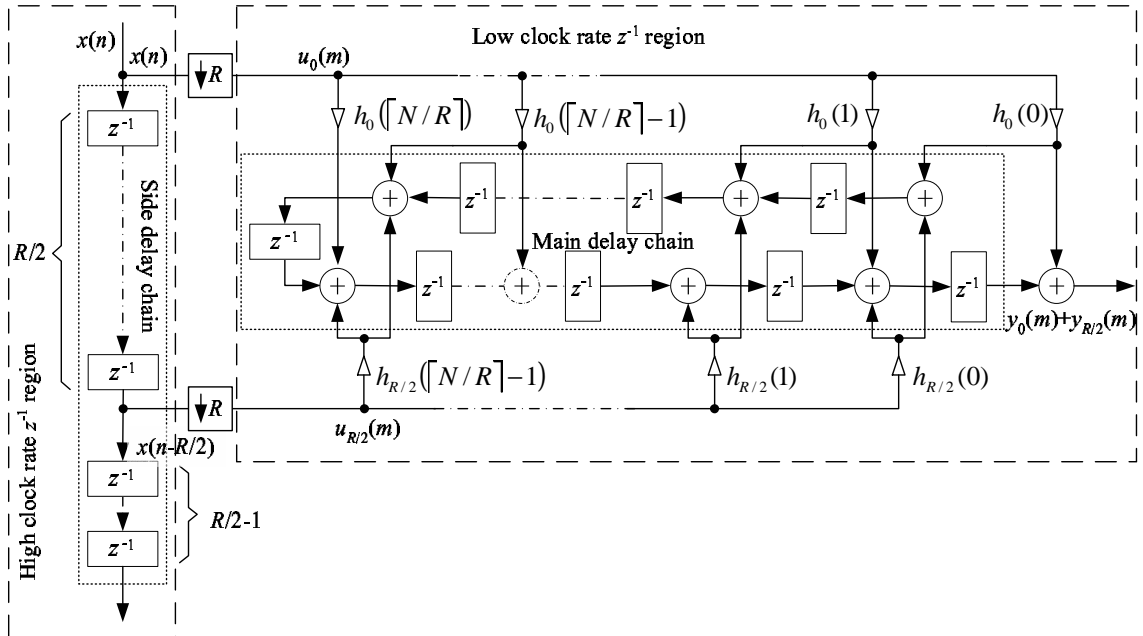 x(n)
x(n)
↓R
u₀(m)
Low clock rate z⁻¹ region
h₀(⌈N/R⌉)
h₀(⌈N/R⌉−1)
h₀(1)
h₀(0)
z⁻¹
R/2
Side delay chain
High clock rate z⁻¹ region
+
z⁻¹
z⁻¹
+
z⁻¹
+
z⁻¹
Main delay chain
+
z⁻¹
+
z⁻¹
+
z⁻¹
+
z⁻¹
+
y₀(m)+y_{R/2}(m)
z⁻¹
h_{R/2}(⌈N/R⌉−1)
h_{R/2}(1)
h_{R/2}(0)
↓R
u_{R/2}(m)
x(n-R/2)
z⁻¹
R/2-1
z⁻¹